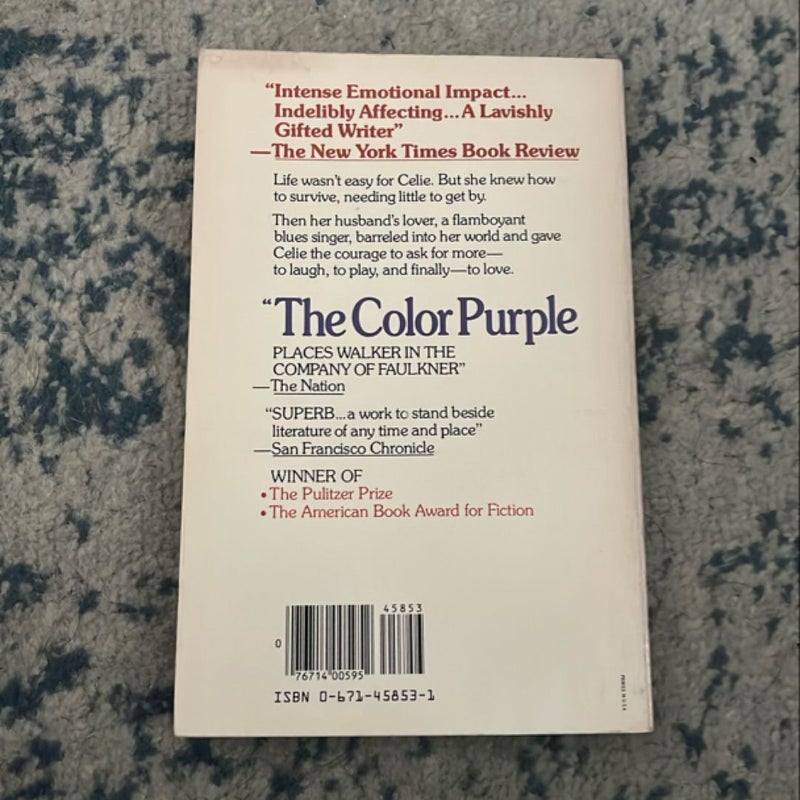 “Intense Emotional Impact...
Indelibly Affecting...A Lavishly
Gifted Writer”
—The New York Times Book Review
Life wasn't easy for Celie. But she knew how
to survive, needing little to get by.
Then her husband's lover, a flamboyant
blues singer, barreled into her world and gave
Celie the courage to ask for more—
to laugh, to play, and finally—to love.
“The Color Purple
PLACES WALKER IN THE
COMPANY OF FAULKNER”
—The Nation
“SUPERB...a work to stand beside
literature of any time and place”
—San Francisco Chronicle
WINNER OF
• The Pulitzer Prize
• The American Book Award for Fiction
45853
0
76714 00595
ISBN 0-671-45853-1
PRINTED IN U.S.A.